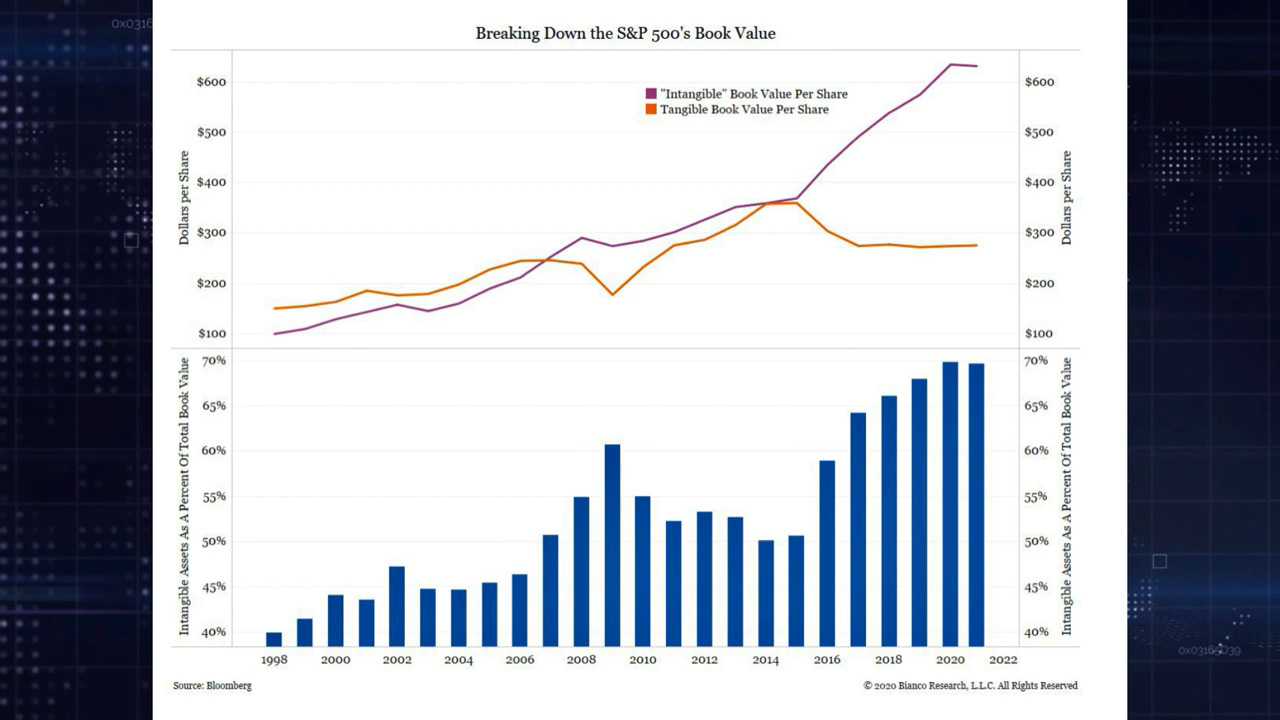 0x0316
Breaking Down the S&P 500's Book Value
"Intangible" Book Value Per Share
Tangible Book Value Per Share
Dollars per Share
$600
$500
$400
$300
$200
$100
$600
$500
$400
$300
$200
$100
Dollars per Share
Intangible Assets As A Percent Of Total Book Value
70%
65%
60%
55%
50%
45%
40%
70%
65%
60%
55%
50%
45%
40%
Intangible Assets As A Percent Of Total Book Value
1998 2000 2002 2004 2006 2008 2010 2012 2014 2016 2018 2020 2022
Source: Bloomberg
© 2020 Bianco Research, L.L.C. All Rights Reserved